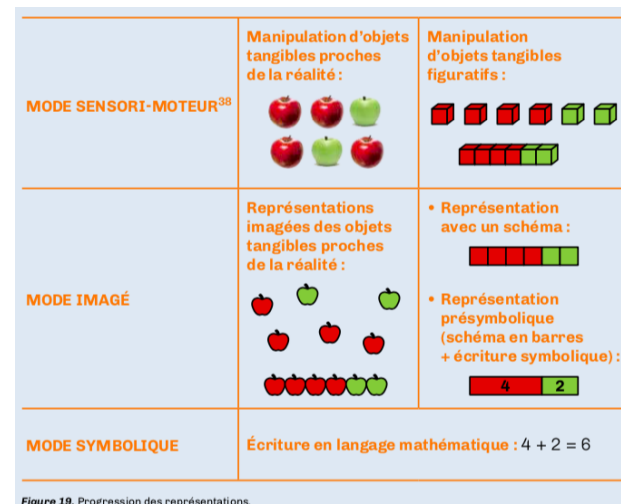 MODE SENSORI-MOTEUR38
Manipulation d'objets
tangibles proches
de la réalité :
Manipulation
d'objets tangibles
figuratifs :
MODE IMAGÉ
Représentations
imagées des objets
tangibles proches
de la réalité :
• Représentation
avec un schéma :
• Représentation
présymbolique
(schéma en barres
+ écriture symbolique) :
4 2
MODE SYMBOLIQUE
Écriture en langage mathématique : 4 + 2 = 6
Figure 19. Progression des représentations.